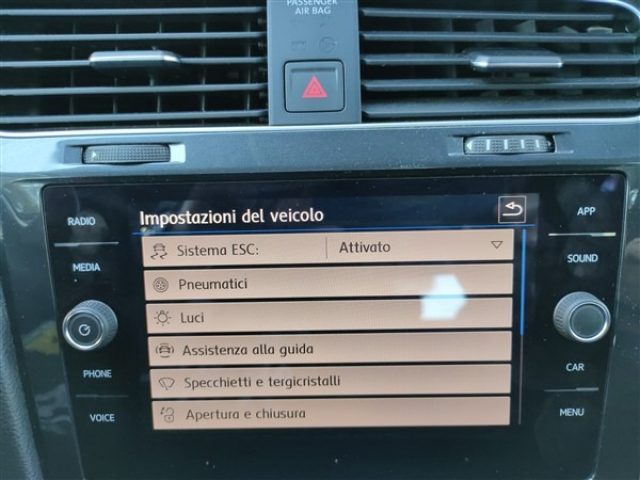 PASSENGER
AIR BAG
RADIO
MEDIA
PHONE
VOICE
Impostazioni del veicolo
Sistema ESC: Attivato
Pneumatici
Luci
Assistenza alla guida
Specchietti e tergicristalli
Apertura e chiusura
APP
SOUND
CAR
MENU